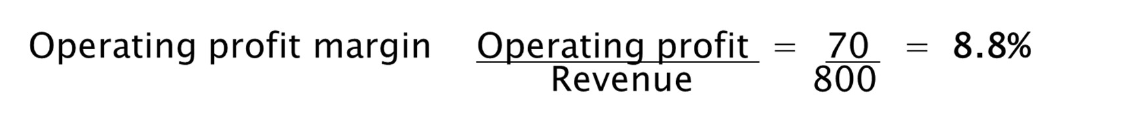 Operating profit margin Operating profit = 70 = 8.8%
Revenue 800